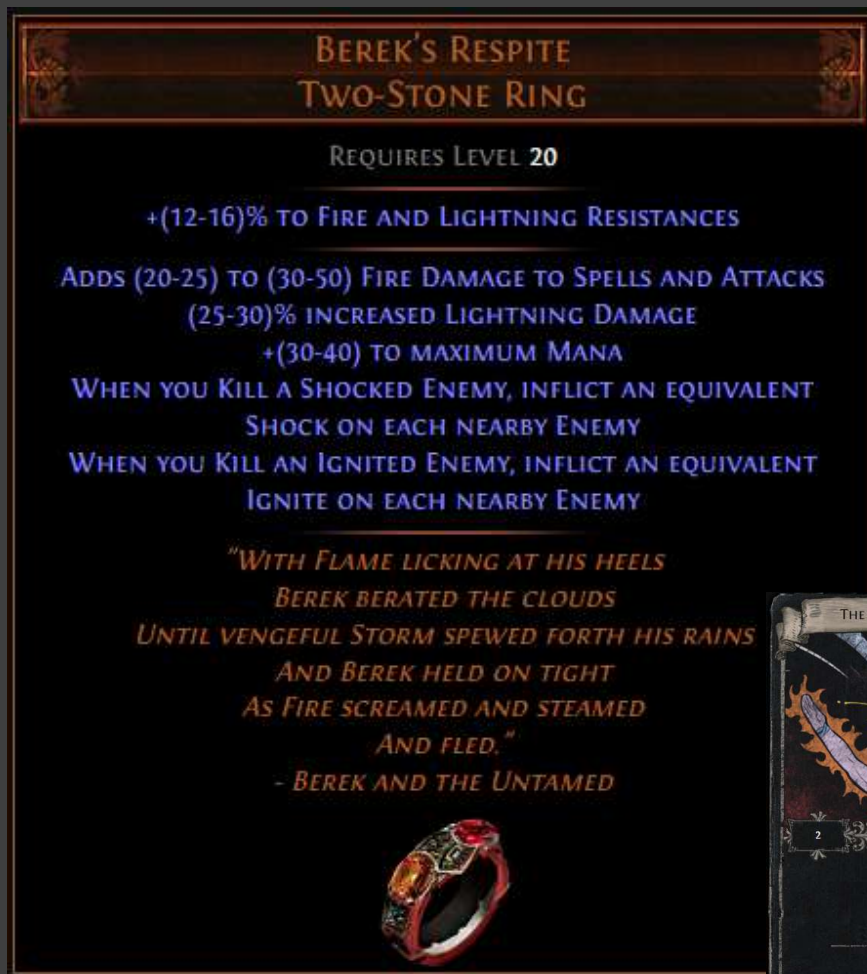 Berek's Respite
Two-Stone Ring
Requires Level 20
+(12-16)% to Fire and Lightning Resistances
Adds (20-25) to (30-50) Fire Damage to Spells and Attacks
(25-30)% increased Lightning Damage
+(30-40) to maximum Mana
When you Kill a Shocked Enemy, inflict an equivalent
Shock on each nearby Enemy
When you Kill an Ignited Enemy, inflict an equivalent
Ignite on each nearby Enemy
"With Flame licking at his heels
Berek berated the clouds
Until vengeful Storm spewed forth his rains
And Berek held on tight
As Fire screamed and steamed
And fled."
- Berek and the Untamed
The
2